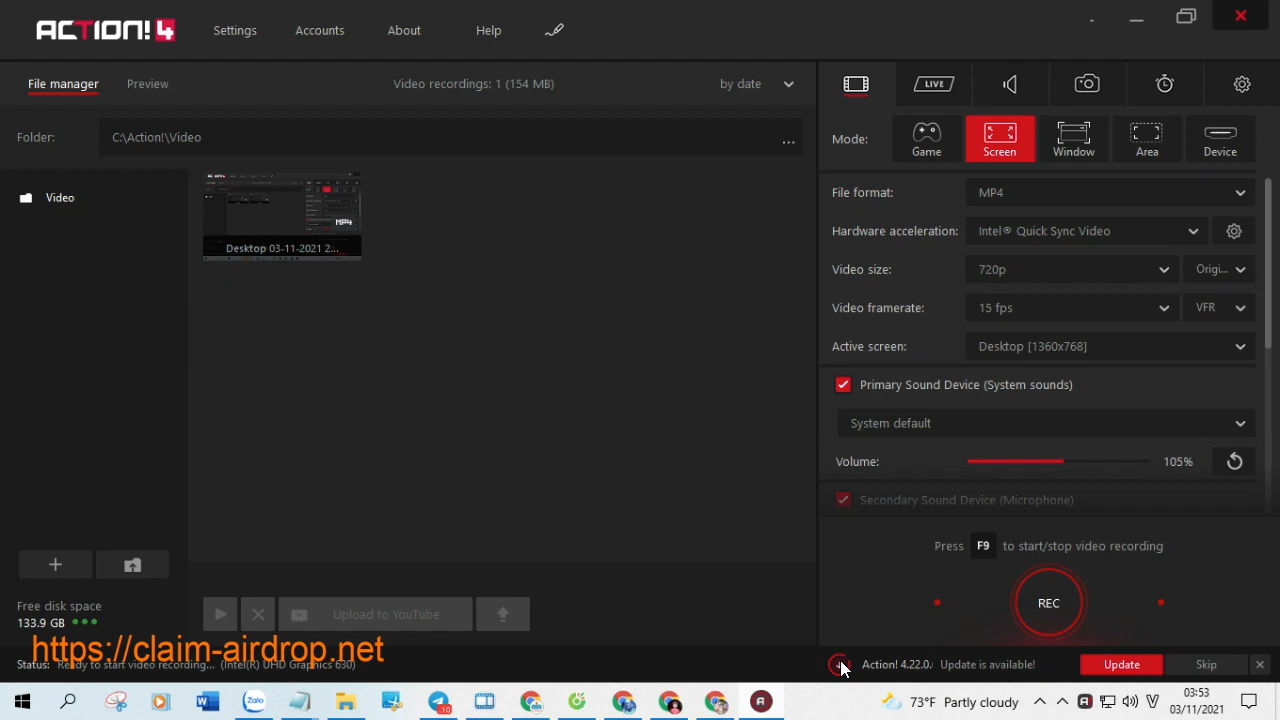 ACTION! 4
Settings
Accounts
About
Help
File manager
Preview
Video recordings: 1 (154 MB)
by date
LIVE
Folder:
C:\Action!\Video
...
Mode:
Game
Screen
Window
Area
Device
Video
MP4
Desktop 03-11-2021 2...
File format:
MP4
Hardware acceleration:
Intel® Quick Sync Video
Video size:
720p
Origi...
Video framerate:
15 fps
VFR
Active screen:
Desktop [1360x768]
Primary Sound Device (System sounds)
System default
Volume:
105%
Secondary Sound Device (Microphone)
Press F9 to start/stop video recording
REC
Free disk space
133.9 GB
Upload to YouTube
https://claim-airdrop.net
Status:
Ready to start video recording... (Intel(R) UHD Graphics 630)
Action! 4.22.0.
Update is available!
Update
Skip
10
73°F Partly cloudy
03:53
03/11/2021